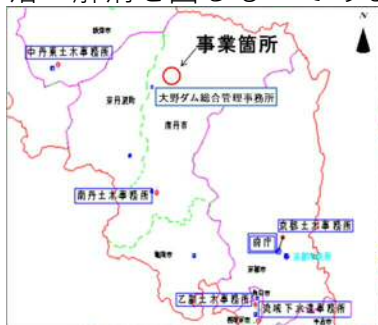 事業箇所
N
綾部市
中丹東土木事務所
大野ダム総合管理事務所
京丹波町
南丹市
南丹土木事務所
京都土木事務所
府庁
亀岡市
京都市
乙訓土木事務所
向日市
流域下水道事務所